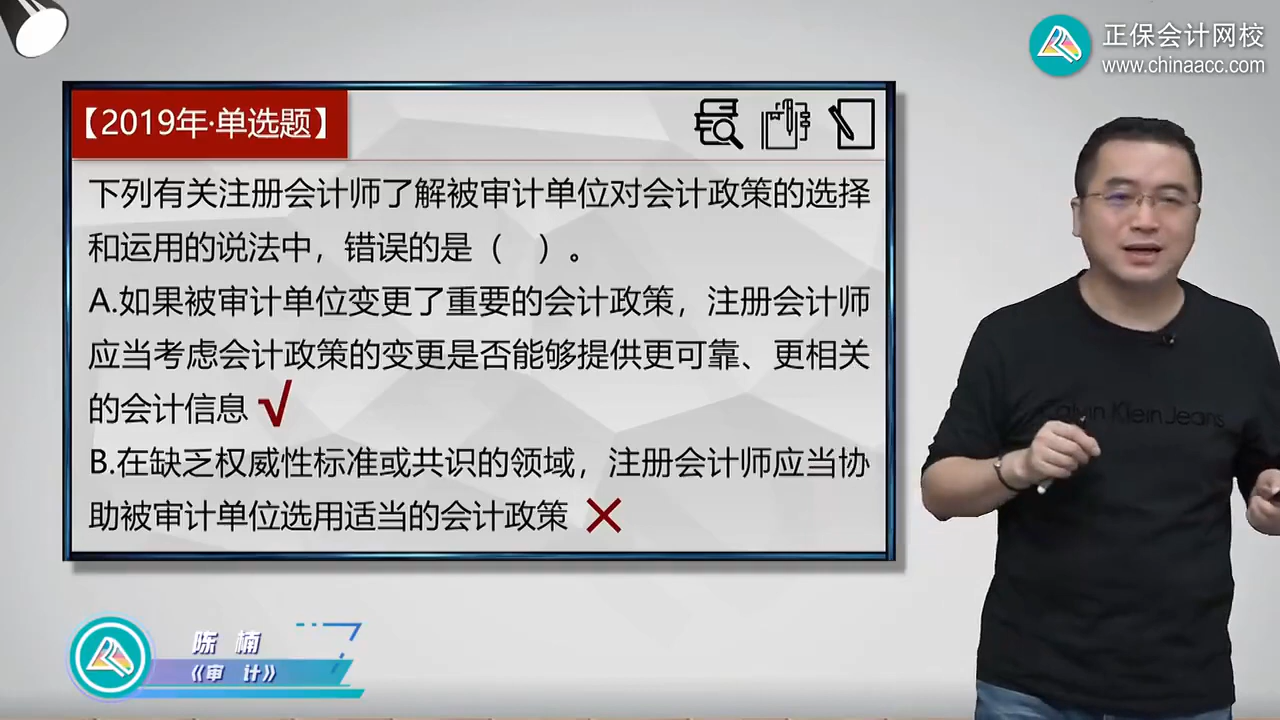 正保会计网校
www.chinaacc.com
【2019年·单选题】
下列有关注册会计师了解被审计单位对会计政策的选择
和运用的说法中，错误的是（ ）。
A.如果被审计单位变更了重要的会计政策，注册会计师
应当考虑会计政策的变更是否能够提供更可靠、更相关
的会计信息 √
B.在缺乏权威性标准或共识的领域，注册会计师应当协
助被审计单位选用适当的会计政策 ×
Calvin Klein Jeans
陈 楠
《审 计》